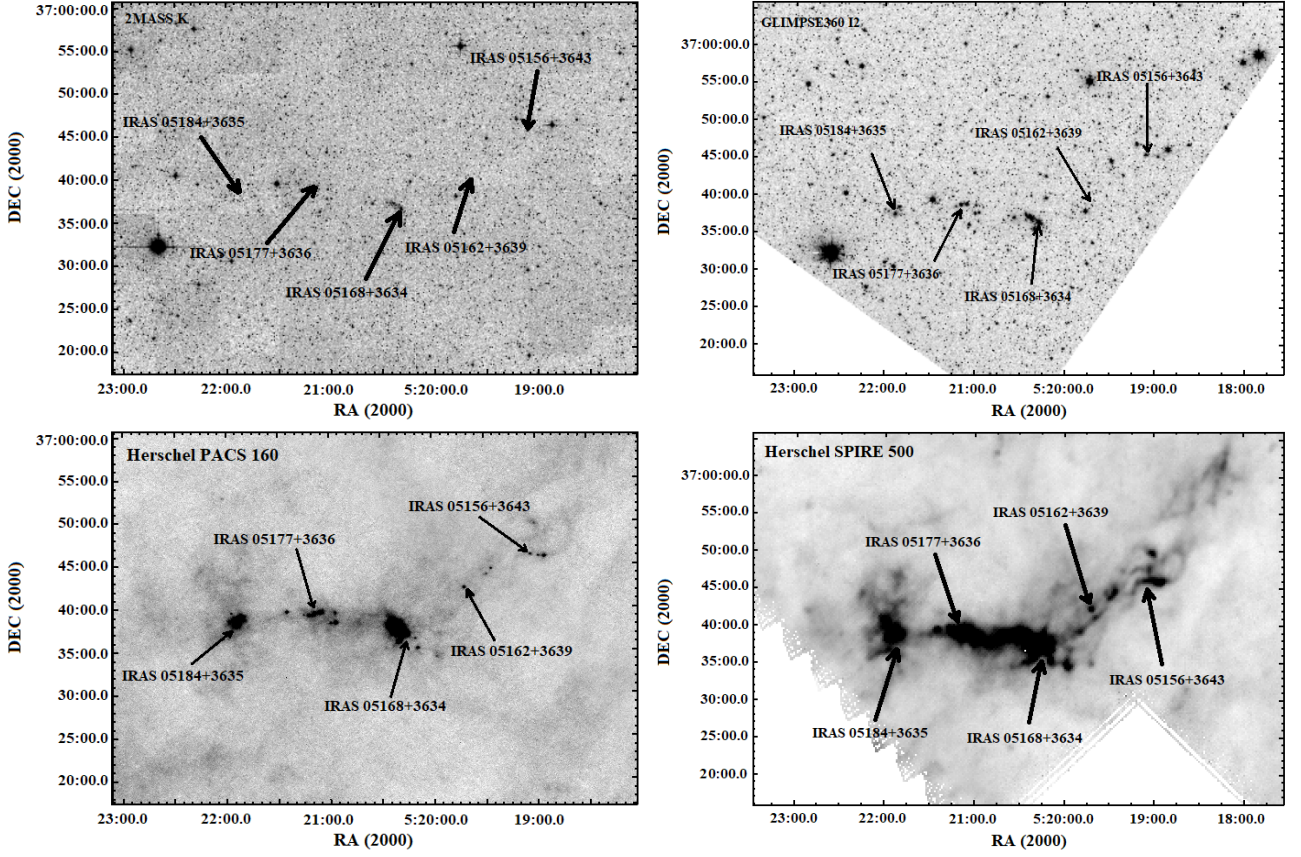 2MASS K
37:00:00.0
55:00.0
50:00.0
45:00.0
40:00.0
35:00.0
30:00.0
25:00.0
20:00.0
DEC (2000)
IRAS 05156+3643
IRAS 05184+3635
IRAS 05177+3636
IRAS 05162+3639
IRAS 05168+3634
23:00.0 22:00.0 21:00.0 5:20:00.0 19:00.0
RA (2000)
GLIMPSE360 I2
37:00:00.0
55:00.0
50:00.0
45:00.0
40:00.0
35:00.0
30:00.0
25:00.0
20:00.0
DEC (2000)
IRAS 05156+3643
IRAS 05184+3635
IRAS 05162+3639
IRAS 05177+3636
IRAS 05168+3634
23:00.0 22:00.0 21:00.0 5:20:00.0 19:00.0 18:00.0
RA (2000)
Herschel PACS 160
37:00:00.0
55:00.0
50:00.0
45:00.0
40:00.0
35:00.0
30:00.0
25:00.0
20:00.0
DEC (2000)
IRAS 05156+3643
IRAS 05177+3636
IRAS 05162+3639
IRAS 05184+3635
IRAS 05168+3634
23:00.0 22:00.0 21:00.0 5:20:00.0 19:00.0
RA (2000)
Herschel SPIRE 500
37:00:00.0
55:00.0
50:00.0
45:00.0
40:00.0
35:00.0
30:00.0
25:00.0
20:00.0
DEC (2000)
IRAS 05162+3639
IRAS 05177+3636
IRAS 05156+3643
IRAS 05184+3635
IRAS 05168+3634
23:00.0 22:00.0 21:00.0 5:20:00.0 19:00.0 18:00.0
RA (2000)